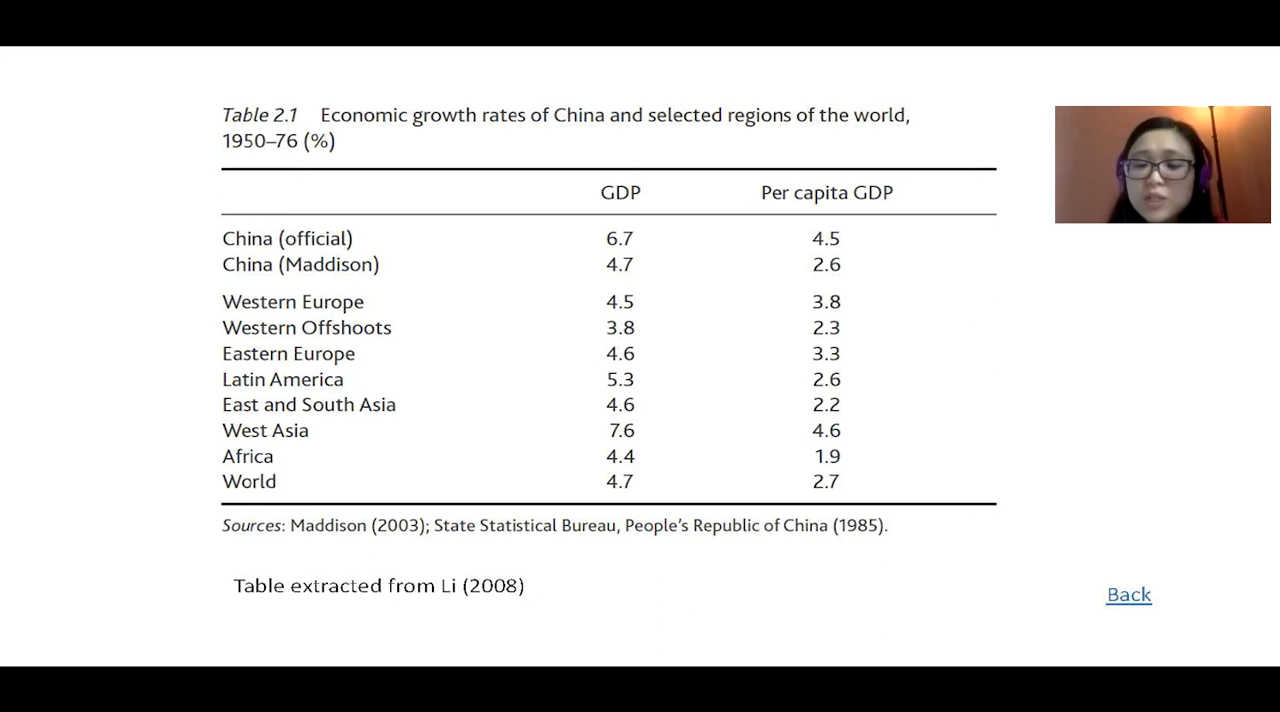 Table 2.1 Economic growth rates of China and selected regions of the world,
1950–76 (%)
GDP Per capita GDP
China (official) 6.7 4.5
China (Maddison) 4.7 2.6
Western Europe 4.5 3.8
Western Offshoots 3.8 2.3
Eastern Europe 4.6 3.3
Latin America 5.3 2.6
East and South Asia 4.6 2.2
West Asia 7.6 4.6
Africa 4.4 1.9
World 4.7 2.7
Sources: Maddison (2003); State Statistical Bureau, People’s Republic of China (1985).
Table extracted from Li (2008)
Back